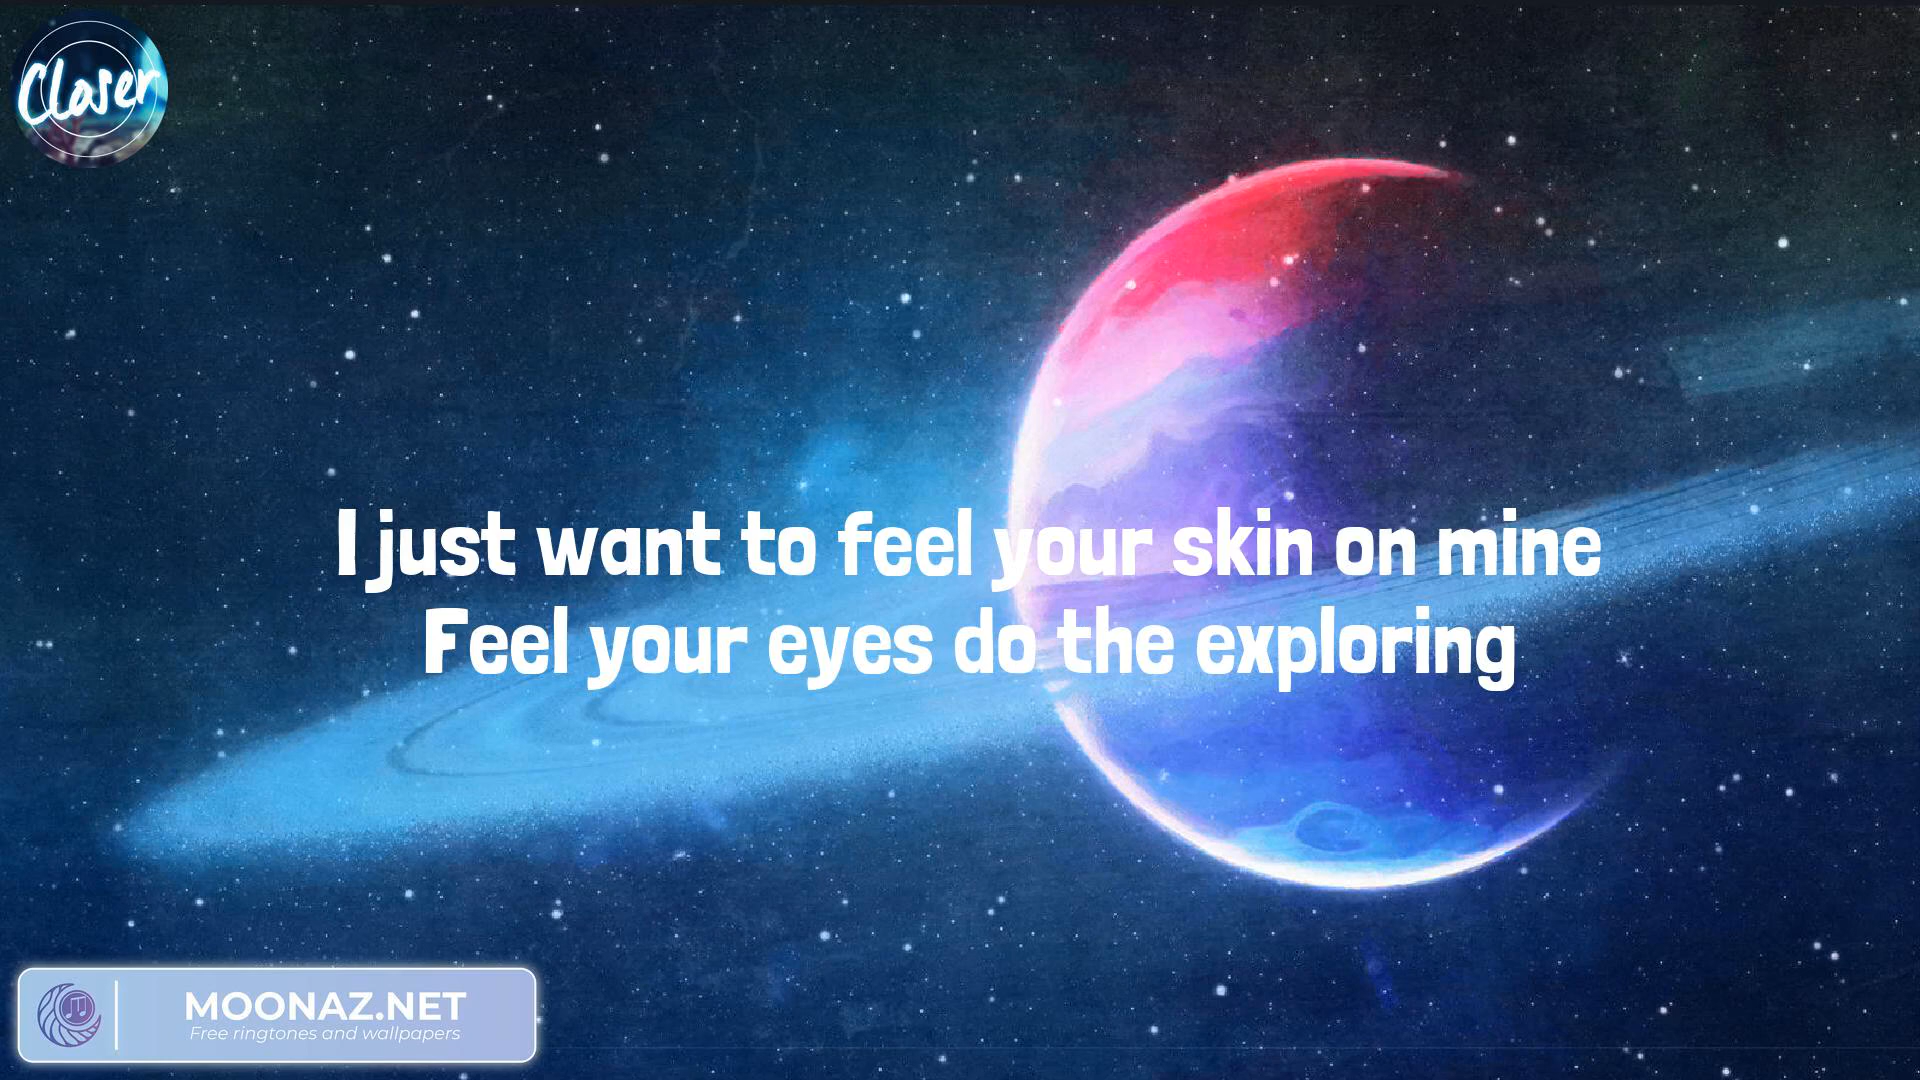 Closer
I just want to feel your skin on mine
Feel your eyes do the exploring
MOONAZ.NET
Free ringtones and wallpapers